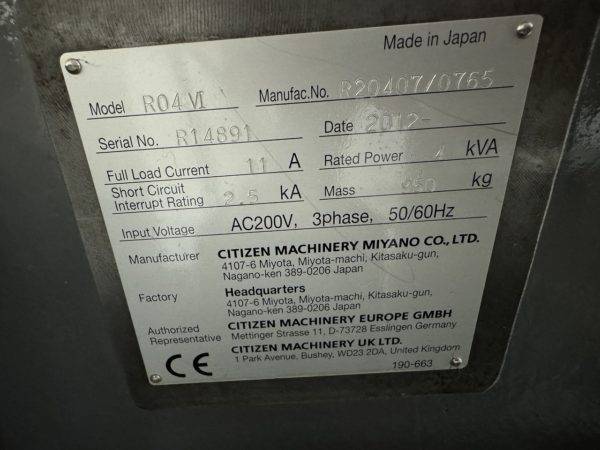 Made in Japan
Model R04Ⅵ Manufac.No. R20407/0765
Serial No. R14891 Date 2012-
Full Load Current 11 A Rated Power 4 kVA
Short Circuit
Interrupt Rating 2.5 kA Mass 650 kg
Input Voltage AC200V, 3phase, 50/60Hz
Manufacturer CITIZEN MACHINERY MIYANO CO., LTD.
4107-6 Miyota, Miyota-machi, Kitasaku-gun,
Nagano-ken 389-0206 Japan
Factory Headquarters
4107-6 Miyota, Miyota-machi, Kitasaku-gun,
Nagano-ken 389-0206 Japan
Authorized
Representative CITIZEN MACHINERY EUROPE GMBH
Mettinger Strasse 11, D-73728 Esslingen Germany
CITIZEN MACHINERY UK LTD.
1 Park Avenue, Bushey, WD23 2DA, United Kingdom
CE
190-663